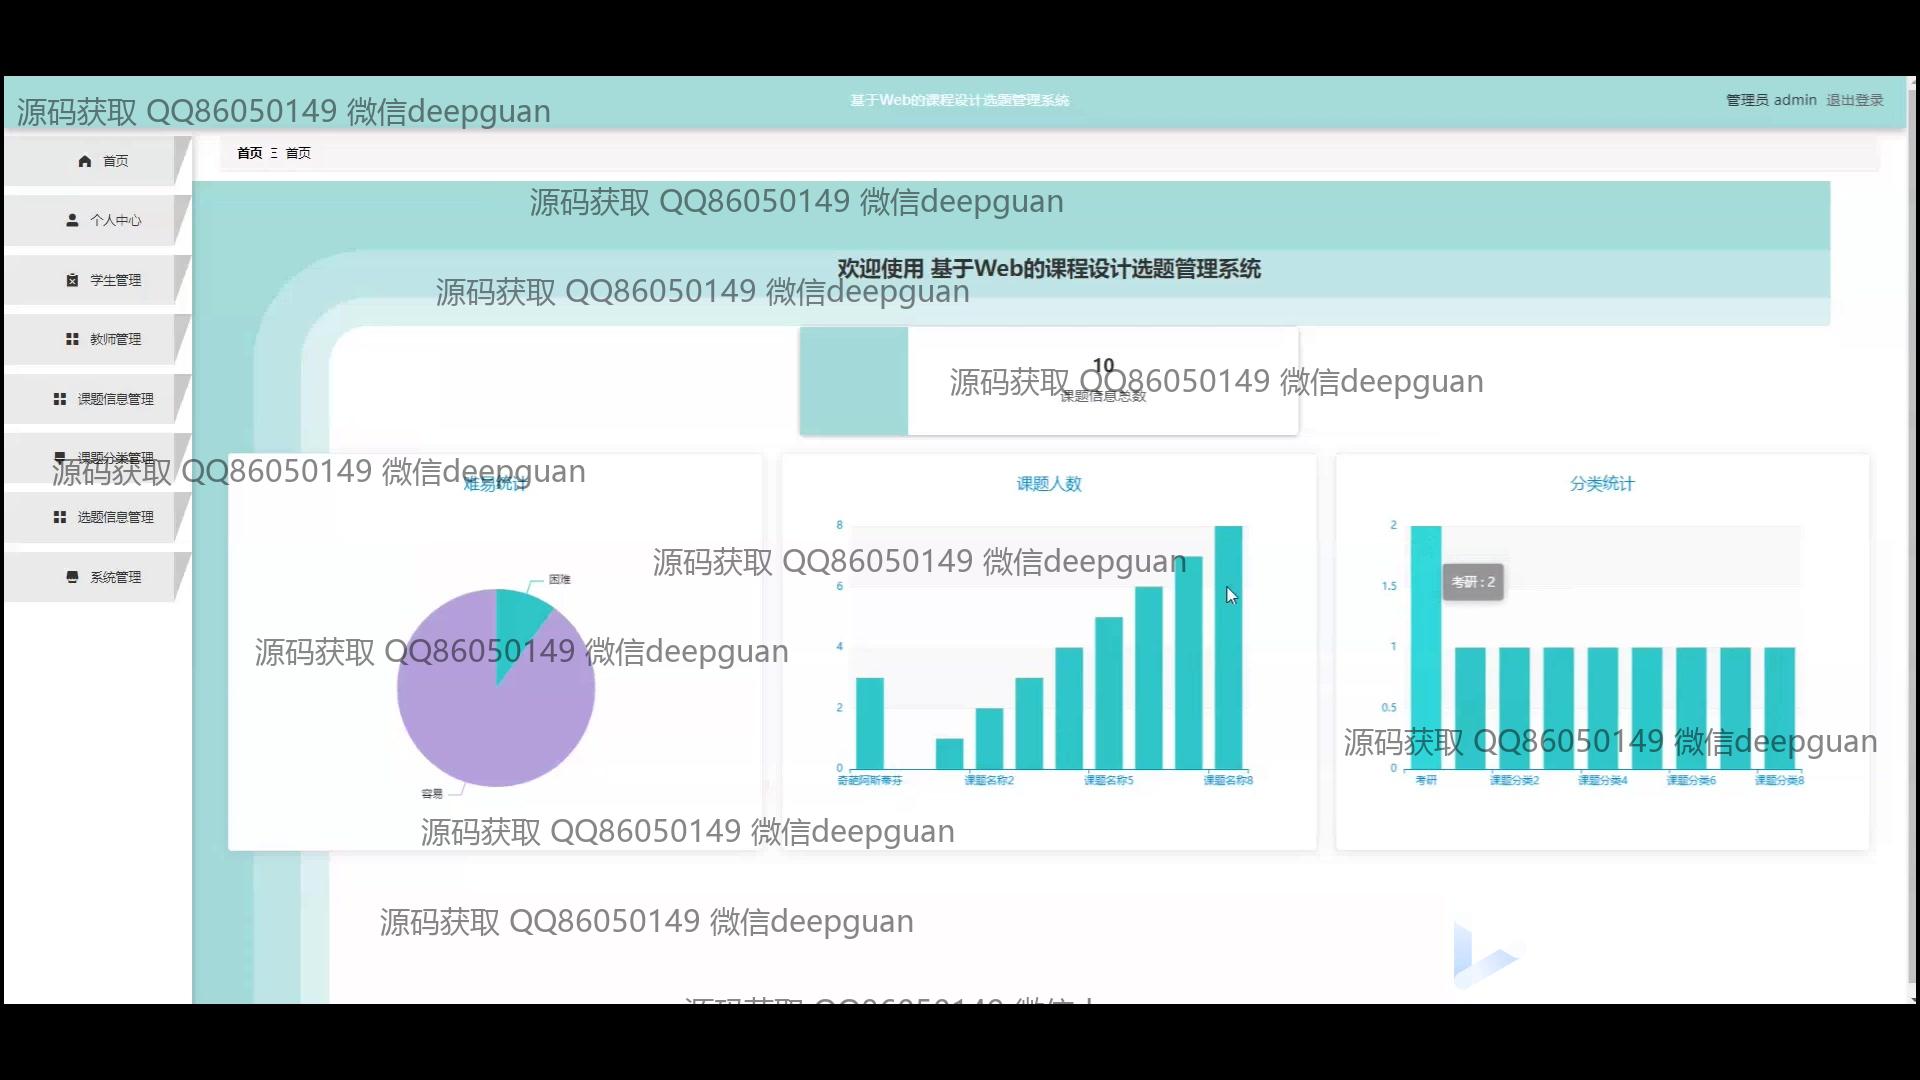 源码获取 QQ86050149 微信deepguan
基于Web的课程设计选题管理系统
管理员 admin 退出登录
首页
首页 Ξ 首页
个人中心
源码获取 QQ86050149 微信deepguan
学生管理
欢迎使用 基于Web的课程设计选题管理系统
源码获取 QQ86050149 微信deepguan
教师管理
10
源码获取 QQ86050149 微信deepguan
课题信息总数
课题信息管理
课题分类管理
源码获取 QQ86050149 微信deepguan
选题信息管理
系统管理
难易统计
困难
容易
源码获取 QQ86050149 微信deepguan
课题人数
8
源码获取 QQ86050149 微信deepguan
6
4
2
0
奇葩阿斯蒂芬 课题名称2 课题名称5 课题名称8
分类统计
2
考研 : 2
1.5
1
0.5
源码获取 QQ86050149 微信deepguan
0
考研 课题分类2 课题分类4 课题分类6 课题分类8
源码获取 QQ86050149 微信deepguan
源码获取 QQ86050149 微信deepguan
源码获取 QQ86050149 微信d